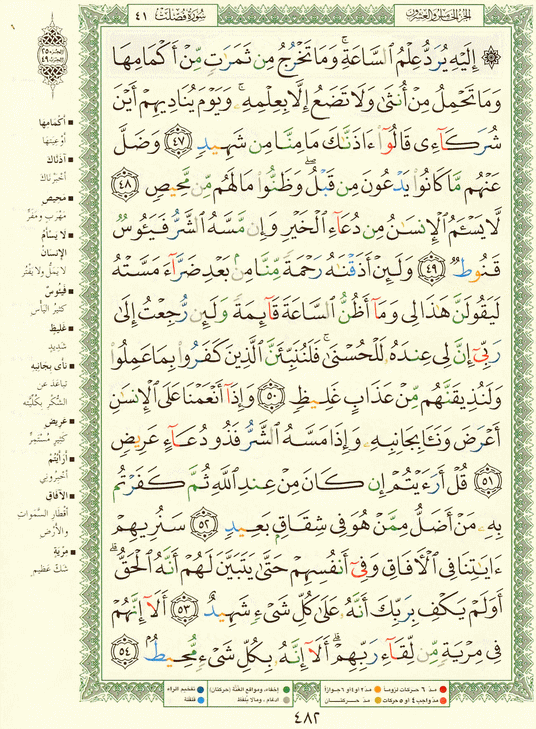 الجزء الخامس والعشرون
سورة فصلت ٤١
إِلَيْهِ يُرَدُّ عِلْمُ السَّاعَةِ ۚ وَمَا تَخْرُجُ مِن ثَمَرَاتٍ مِّنْ أَكْمَامِهَا
وَمَا تَحْمِلُ مِنْ أُنثَىٰ وَلَا تَضَعُ إِلَّا بِعِلْمِهِ ۚ وَيَوْمَ يُنَادِيهِمْ أَيْنَ
شُرَكَآءِى قَالُوٓا۟ ءَاذَنَّـٰكَ مَا مِنَّا مِن شَهِيدٍ ٤٧ وَضَلَّ
عَنْهُم مَّا كَانُوا۟ يَدْعُونَ مِن قَبْلُ ۖ وَظَنُّوا۟ مَا لَهُم مِّن مَّحِيصٍ ٤٨
لَّا يَسْـَٔمُ ٱلْإِنسَـٰنُ مِن دُعَآءِ ٱلْخَيْرِ وَإِن مَّسَّهُ ٱلشَّرُّ فَيَـُٔوسٌ
قَنُوطٌ ٤٩ وَلَئِنْ أَذَقْنَـٰهُ رَحْمَةً مِّنَّا مِنۢ بَعْدِ ضَرَّآءَ مَسَّتْهُ
لَيَقُولَنَّ هَـٰذَا لِى وَمَآ أَظُنُّ ٱلسَّاعَةَ قَآئِمَةً وَلَئِن رُّجِعْتُ إِلَىٰ
رَبِّىٓ إِنَّ لِى عِندَهُۥ لَلْحُسْنَىٰ ۚ فَلَنُنَبِّئَنَّ ٱلَّذِينَ كَفَرُوا۟ بِمَا عَمِلُوا۟
وَلَنُذِيقَنَّهُم مِّنْ عَذَابٍ غَلِيظٍ ٥٠ وَإِذَآ أَنْعَمْنَا عَلَى ٱلْإِنسَـٰنِ
أَعْرَضَ وَنَـَٔا بِجَانِبِهِۦ وَإِذَا مَسَّهُ ٱلشَّرُّ فَذُو دُعَآءٍ عَرِيضٍ
٥١ قُلْ أَرَءَيْتُمْ إِن كَانَ مِنْ عِندِ ٱللَّهِ ثُمَّ كَفَرْتُم
بِهِۦ مَنْ أَضَلُّ مِمَّنْ هُوَ فِى شِقَاقٍۭ بَعِيدٍ ٥٢ سَنُرِيهِمْ
ءَايَـٰتِنَا فِى ٱلْـَٔافَاقِ وَفِىٓ أَنفُسِهِمْ حَتَّىٰ يَتَبَيَّنَ لَهُمْ أَنَّهُ ٱلْحَقُّ ۗ
أَوَلَمْ يَكْفِ بِرَبِّكَ أَنَّهُۥ عَلَىٰ كُلِّ شَىْءٍ شَهِيدٌ ٥٣ أَلَآ إِنَّهُمْ
فِى مِرْيَةٍ مِّن لِّقَآءِ رَبِّهِمْ ۗ أَلَآ إِنَّهُۥ بِكُلِّ شَىْءٍ مُّحِيطٌۢ ٥٤
أكمامها
أوعيتها
آذناك
أخبرناك
محيص
مهرب ومفر
لا يسأم
الإنسان
لا يمل ولا يفتر
فيئوس
كثير اليأس
غليظ
شديد
نأى بجانبه
تباعد عن
الشكر بكليته
عريض
كثير مستمر
أرأيتم
أخبروني
الآفاق
أقطار السموات
والأرض
مرية
شك عظيم
مد ٦ حركات لزوما
مد ٢ أو ٤ أو ٦ جوازا
إخفاء، ومواقع الغنة (حركتان)
تفخيم الراء
مد واجب ٤ أو ٥ حركات
مد حركتان
إدغام، وما لا يلفظ
قلقلة
٤٨٢